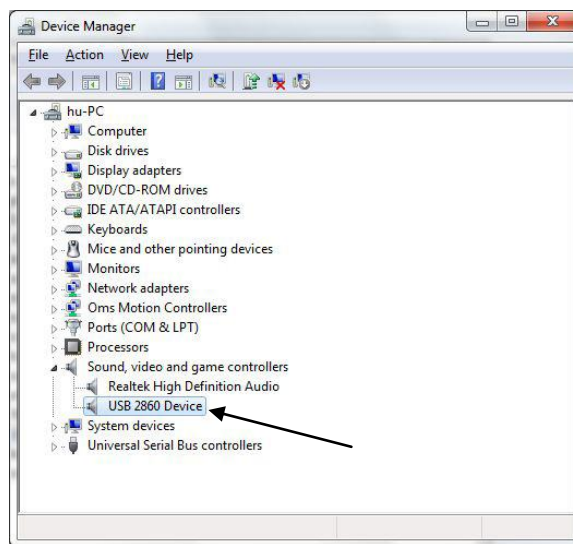 Device Manager
File Action View Help
hu-PC
Computer
Disk drives
Display adapters
DVD/CD-ROM drives
IDE ATA/ATAPI controllers
Keyboards
Mice and other pointing devices
Monitors
Network adapters
Oms Motion Controllers
Ports (COM & LPT)
Processors
Sound, video and game controllers
Realtek High Definition Audio
USB 2860 Device
System devices
Universal Serial Bus controllers